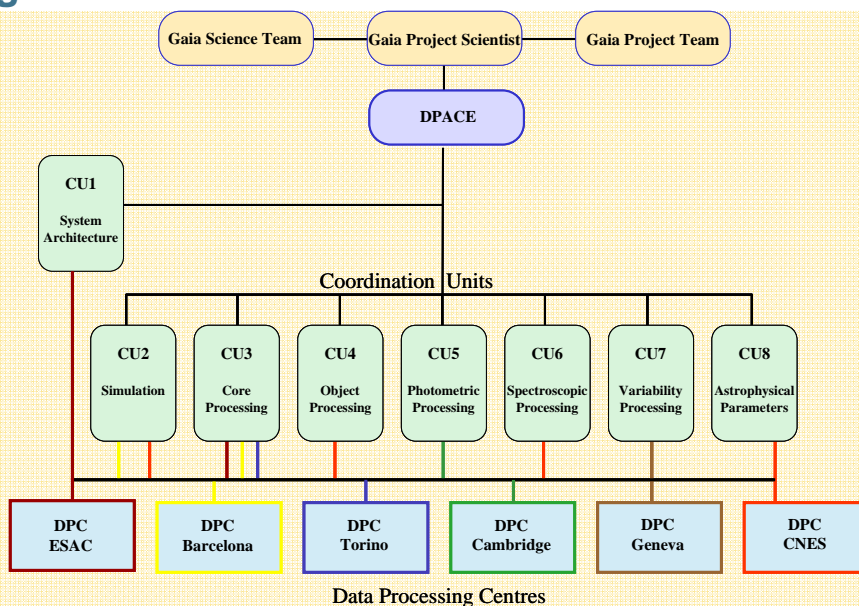 Gaia Science Team
Gaia Project Scientist
Gaia Project Team
DPACE
CU1
System
Architecture
Coordination Units
CU2
Simulation
CU3
Core
Processing
CU4
Object
Processing
CU5
Photometric
Processing
CU6
Spectroscopic
Processing
CU7
Variability
Processing
CU8
Astrophysical
Parameters
DPC
ESAC
DPC
Barcelona
DPC
Torino
DPC
Cambridge
DPC
Geneva
DPC
CNES
Data Processing Centres